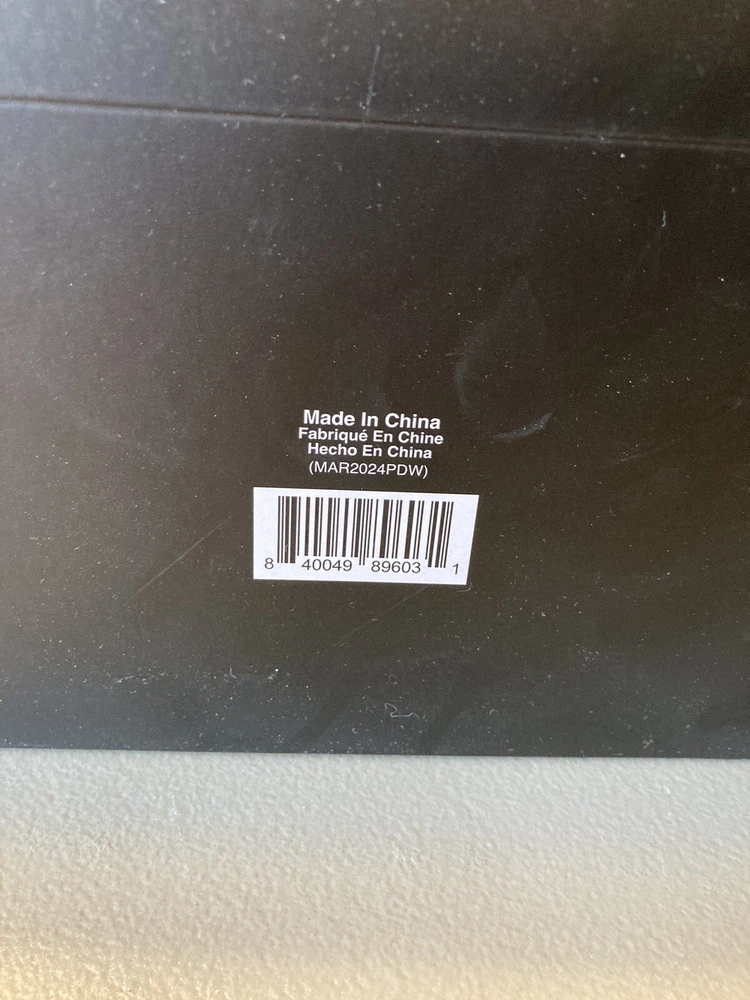 Made In China
Fabriqué En Chine
Hecho En China
(MAR2024PDW)
8 40049 89603 1